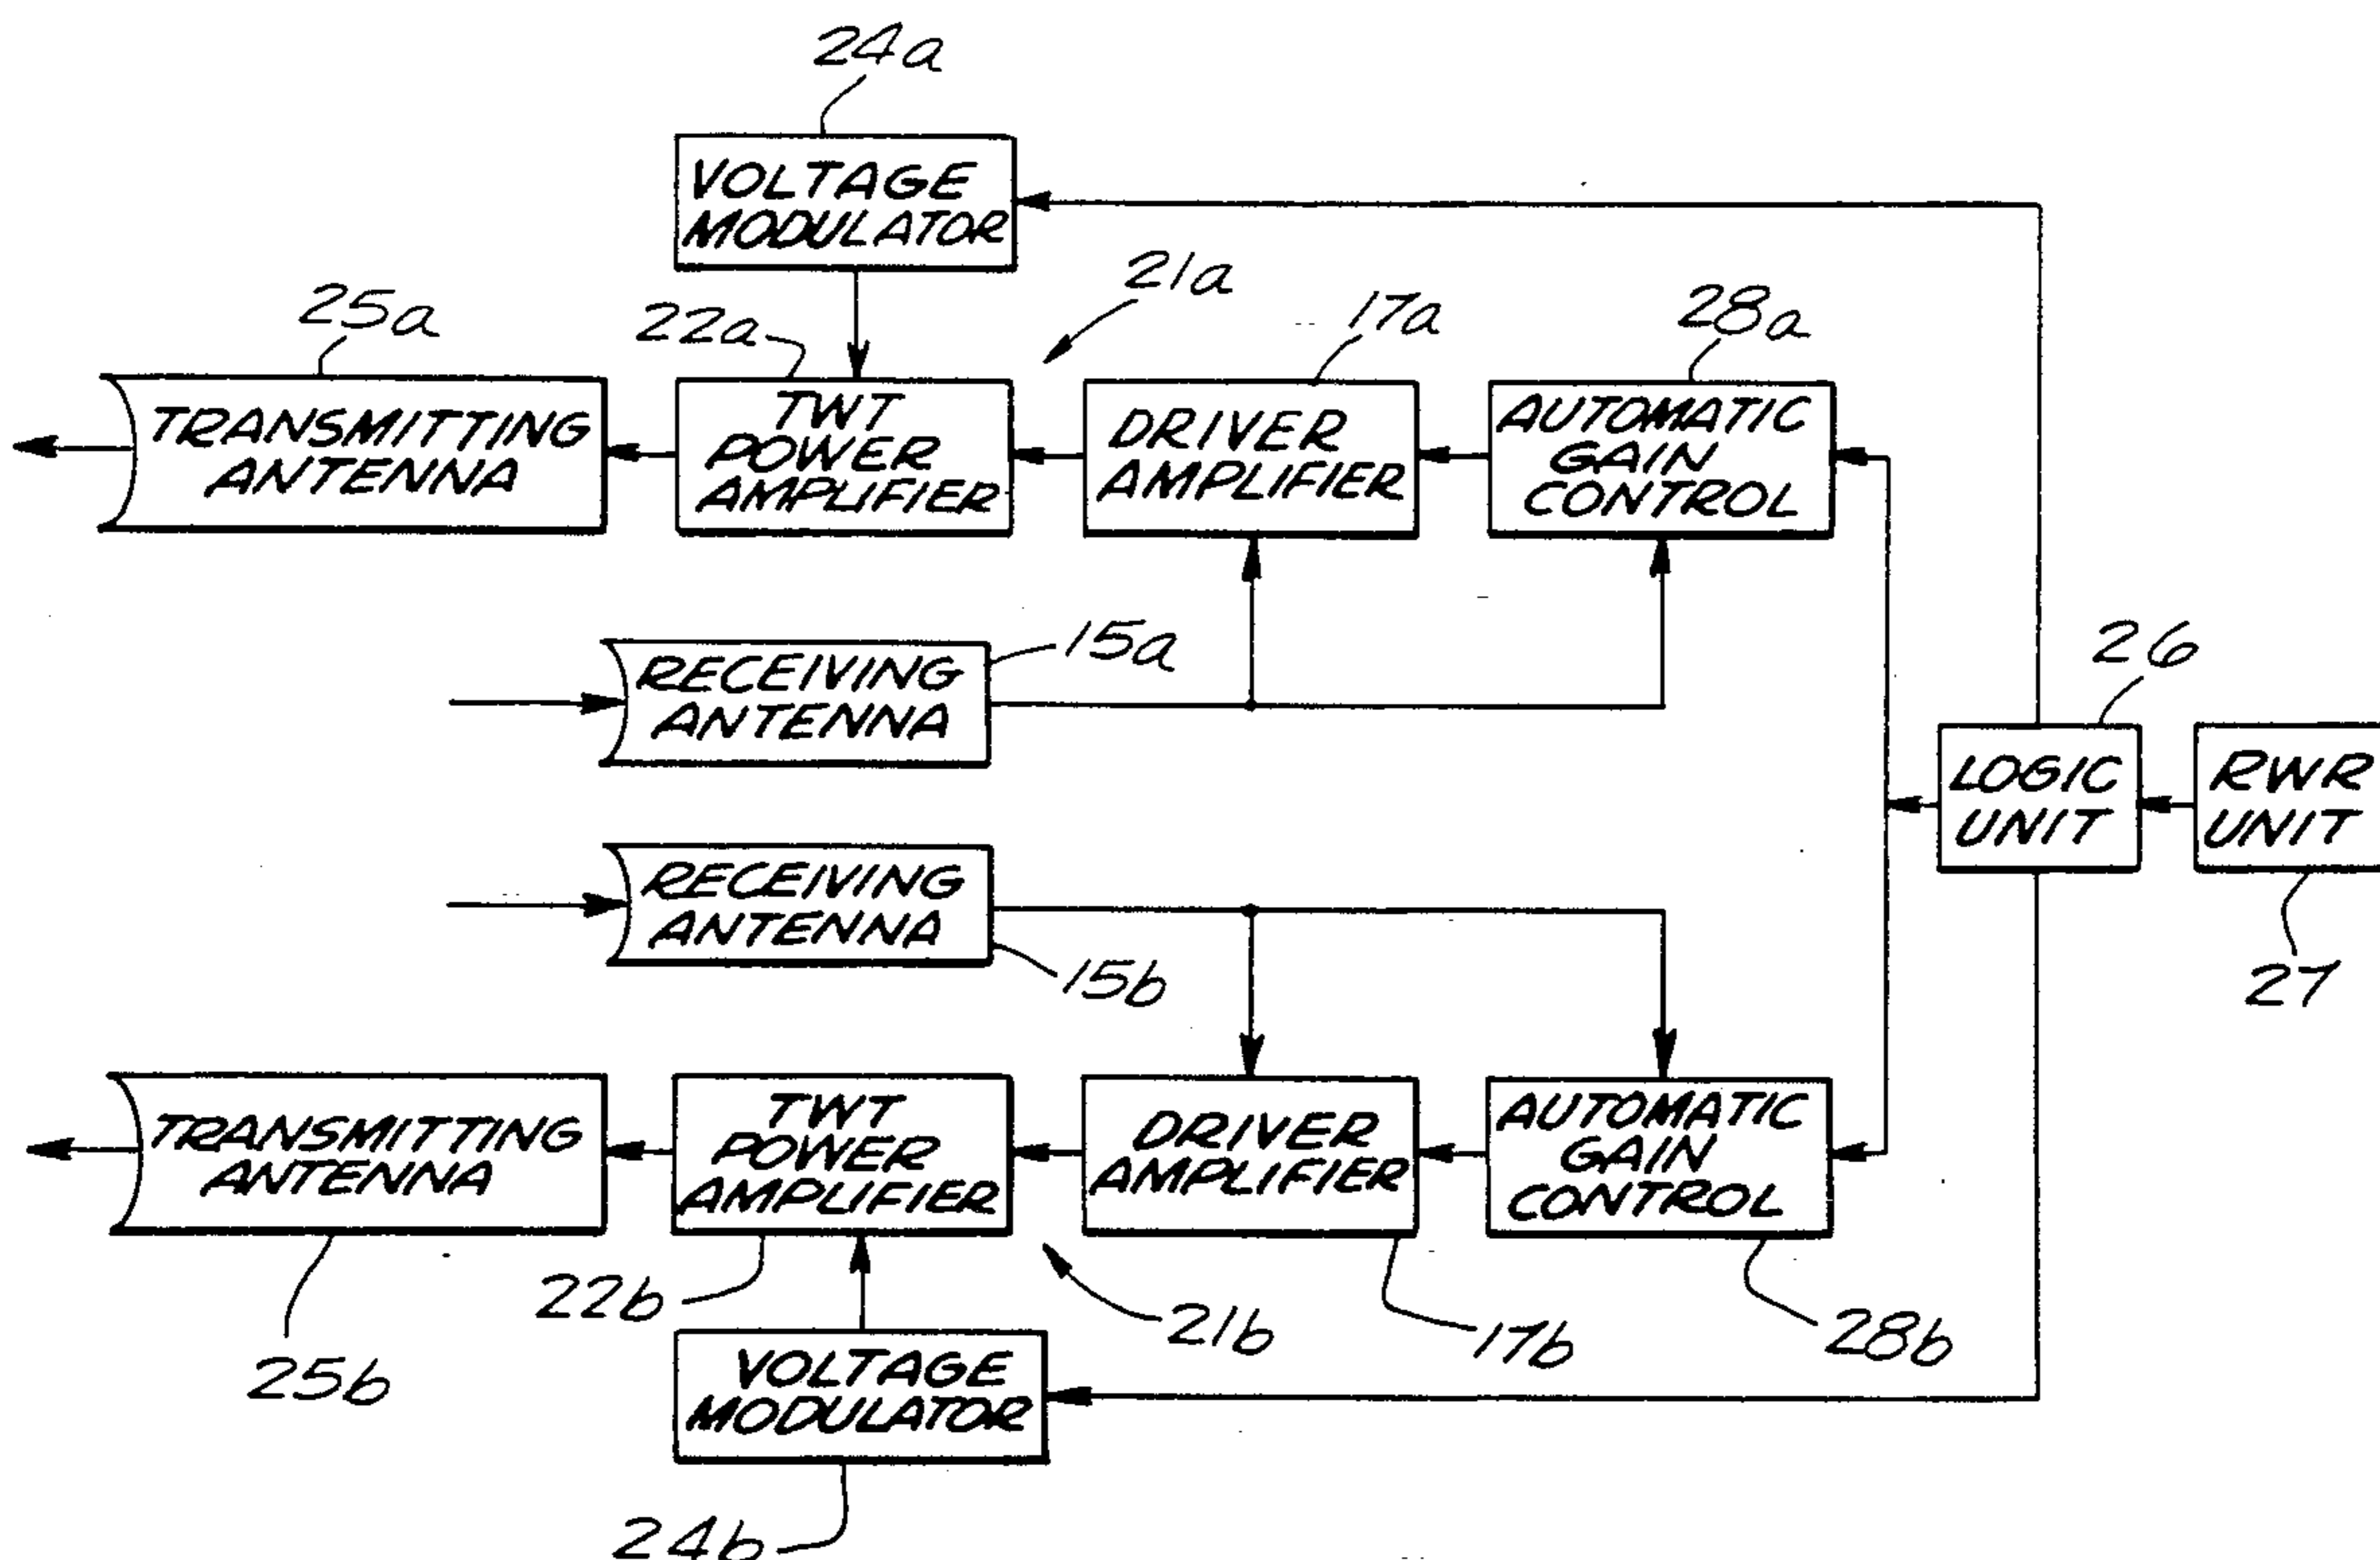 24a
VOLTAGE
MODULATOR
21a
25a
22a
17a
28a
TRANSMITTING
ANTENNA
TWT
POWER
AMPLIFIER
DRIVER
AMPLIFIER
AUTOMATIC
GAIN
CONTROL
RECEIVING
ANTENNA
15a
26
LOGIC
UNIT
RWR
UNIT
RECEIVING
ANTENNA
15b
27
TRANSMITTING
ANTENNA
TWT
POWER
AMPLIFIER
DRIVER
AMPLIFIER
AUTOMATIC
GAIN
CONTROL
22b
21b
17b
28b
25b
VOLTAGE
MODULATOR
24b